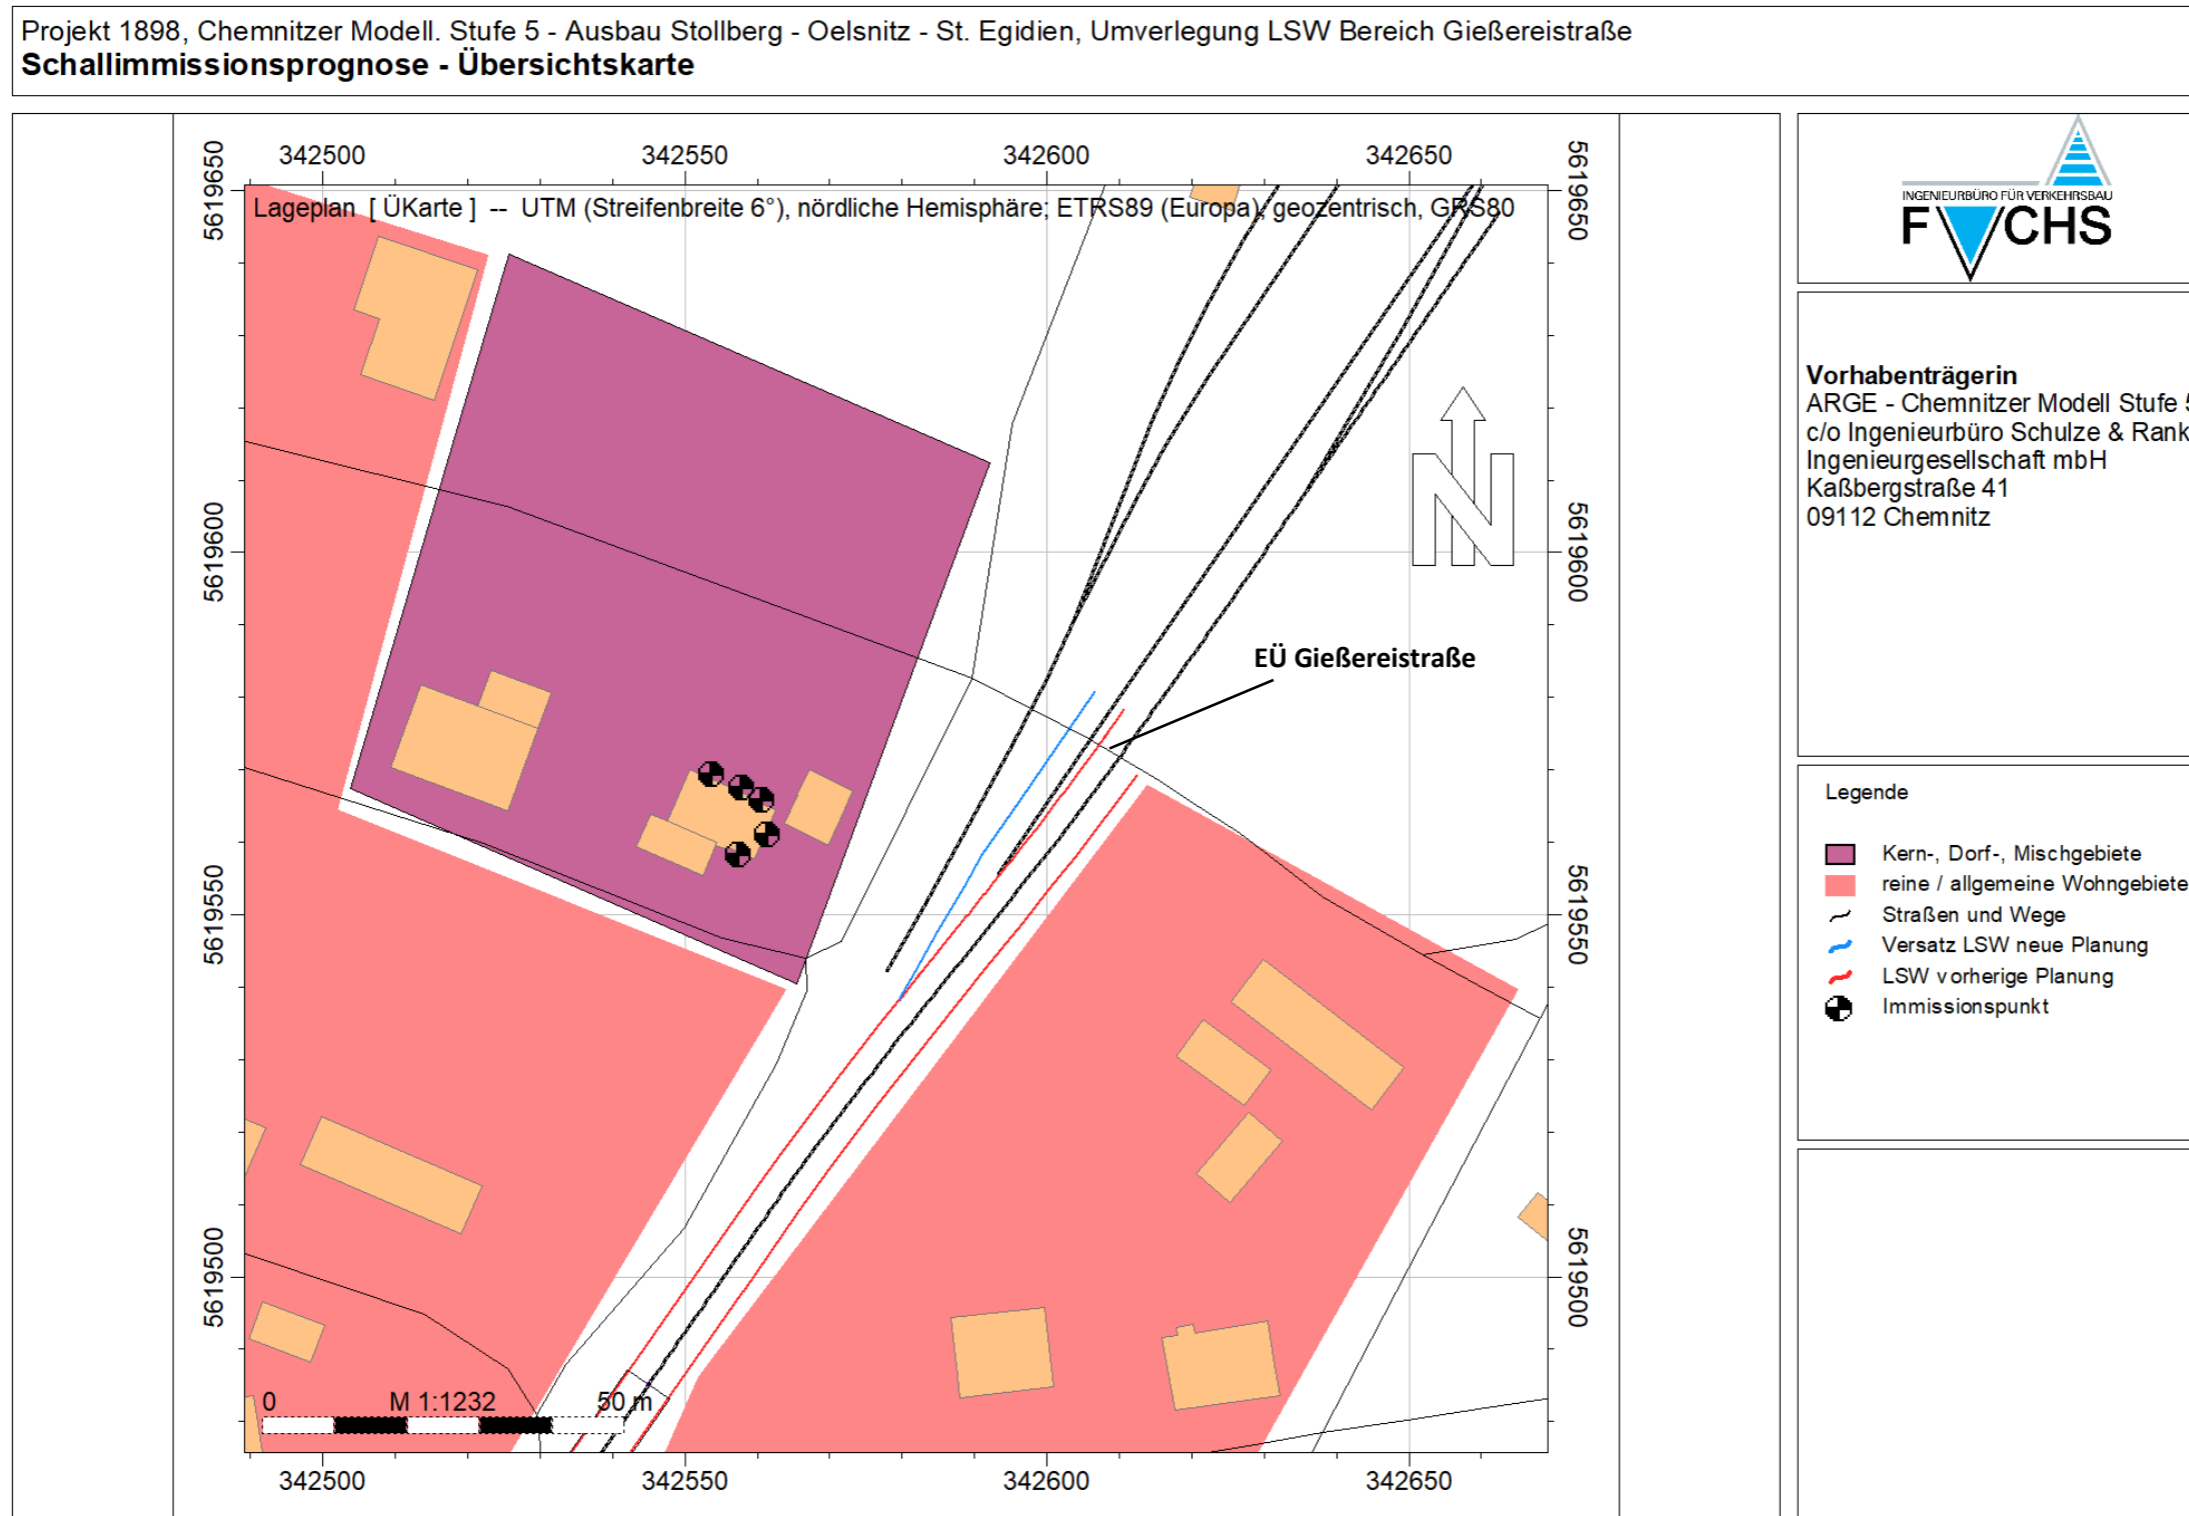 Projekt 1898, Chemnitzer Modell. Stufe 5 - Ausbau Stollberg - Oelsnitz - St. Egidien, Umverlegung LSW Bereich Gießereistraße
Schallimmissionsprognose - Übersichtskarte
342500 342550 342600 342650
5619650 5619650
Lageplan [ ÜKarte ] -- UTM (Streifenbreite 6°), nördliche Hemisphäre; ETRS89 (Europa), geozentrisch, GRS80
5619600 5619600
N
EÜ Gießereistraße
5619550 5619550
5619500 5619500
0 M 1:1232 50 m
342500 342550 342600 342650
INGENIEURBÜRO FÜR VERKEHRSBAU
FUCHS
Vorhabenträgerin
ARGE - Chemnitzer Modell Stufe 5
c/o Ingenieurbüro Schulze & Rank
Ingenieurgesellschaft mbH
Kaßbergstraße 41
09112 Chemnitz
Legende
Kern-, Dorf-, Mischgebiete
reine / allgemeine Wohngebiete
Straßen und Wege
Versatz LSW neue Planung
LSW vorherige Planung
Immissionspunkt